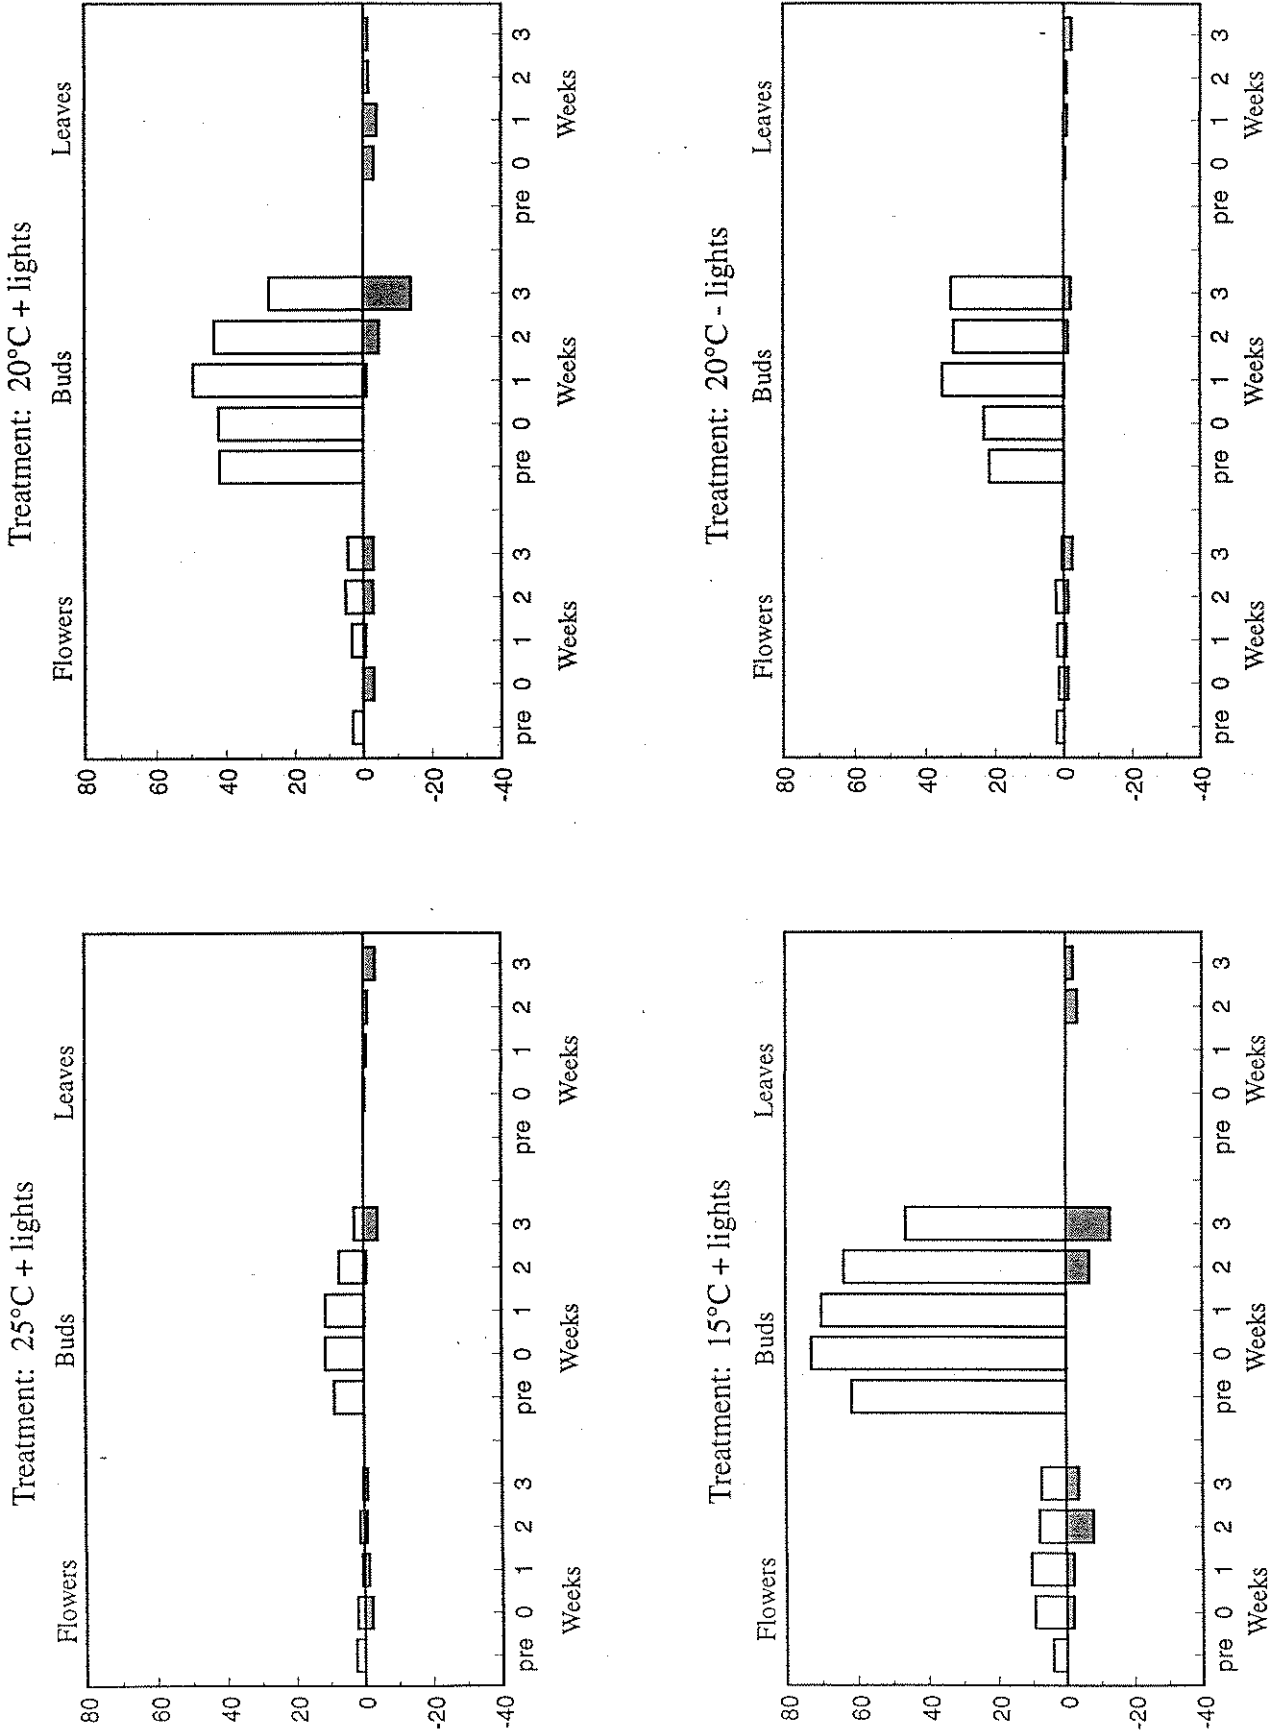 Treatment: 25°C + lights
Flowers Buds Leaves
80
60
40
20
0
-20
-40
pre 0 1 2 3 pre 0 1 2 3 pre 0 1 2 3
Weeks Weeks Weeks
Treatment: 20°C + lights
Flowers Buds Leaves
80
60
40
20
0
-20
-40
pre 0 1 2 3 pre 0 1 2 3 pre 0 1 2 3
Weeks Weeks Weeks
Treatment: 15°C + lights
Flowers Buds Leaves
80
60
40
20
0
-20
-40
pre 0 1 2 3 pre 0 1 2 3 pre 0 1 2 3
Weeks Weeks Weeks
Treatment: 20°C - lights
Flowers Buds Leaves
80
60
40
20
0
-20
-40
pre 0 1 2 3 pre 0 1 2 3 pre 0 1 2 3
Weeks Weeks Weeks